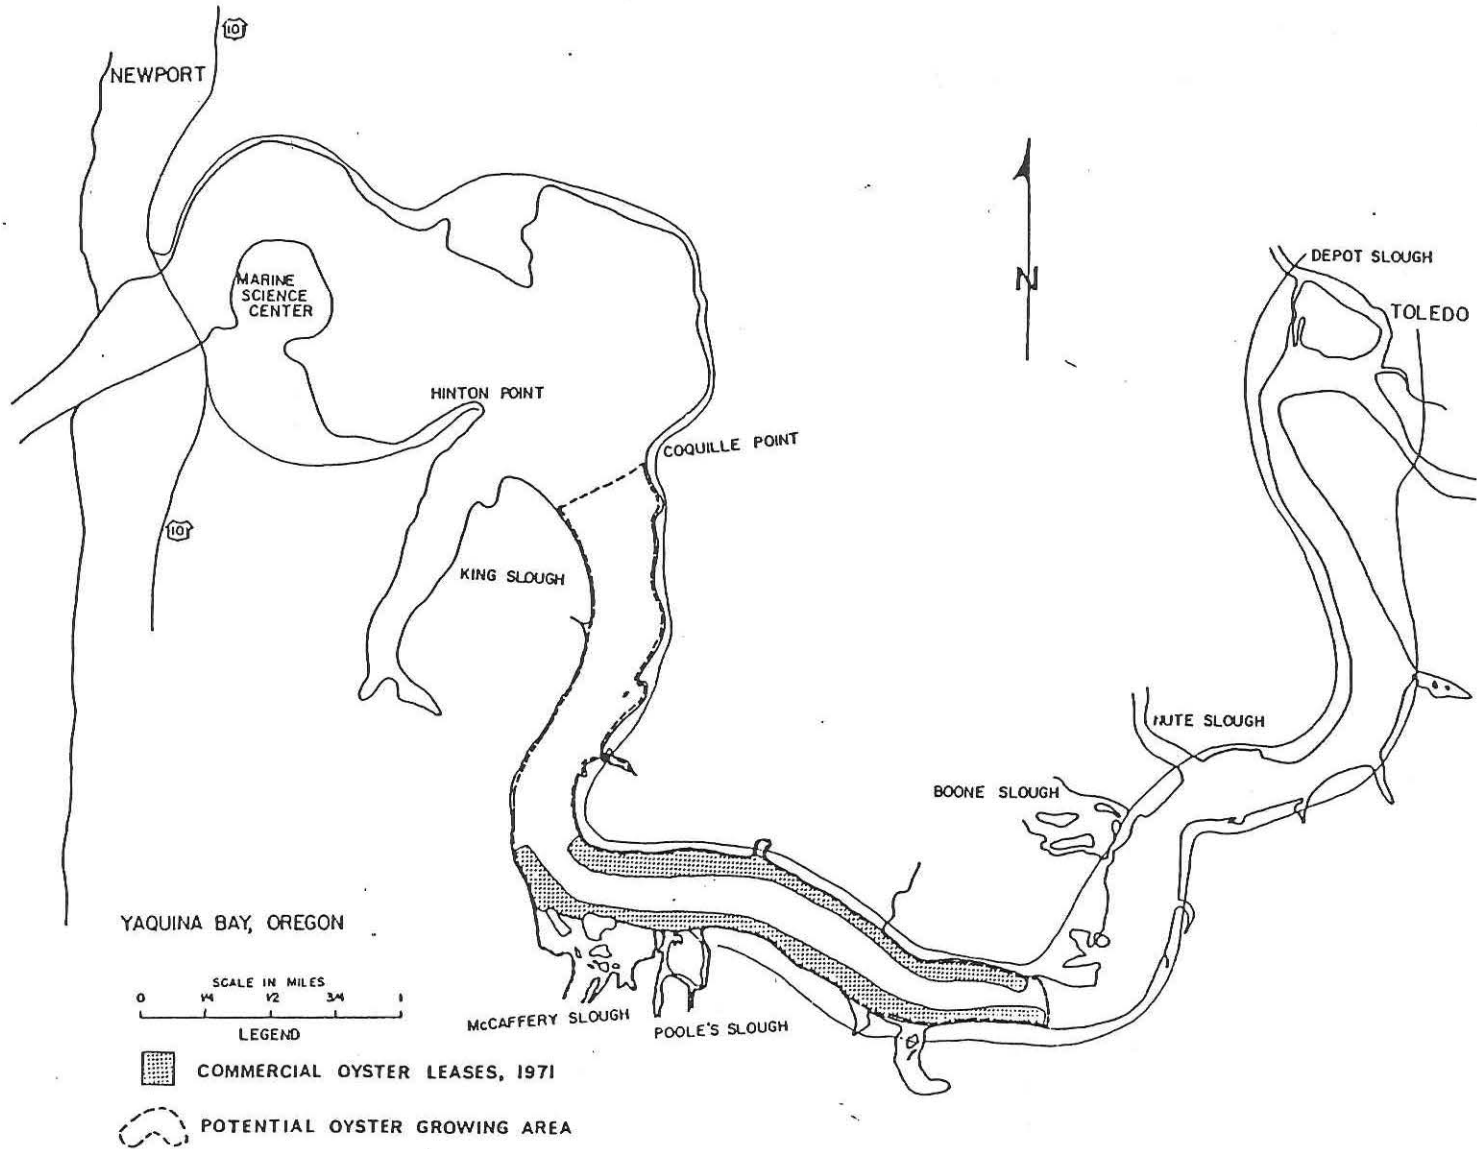 101
NEWPORT
MARINE
SCIENCE
CENTER
HINTON POINT
COQUILLE POINT
N
DEPOT SLOUGH
TOLEDO
101
KING SLOUGH
NUTE SLOUGH
BOONE SLOUGH
YAQUINA BAY, OREGON
SCALE IN MILES
0 1/4 1/2 3/4 1
LEGEND
McCAFFERY SLOUGH
POOLE'S SLOUGH
COMMERCIAL OYSTER LEASES, 1971
POTENTIAL OYSTER GROWING AREA